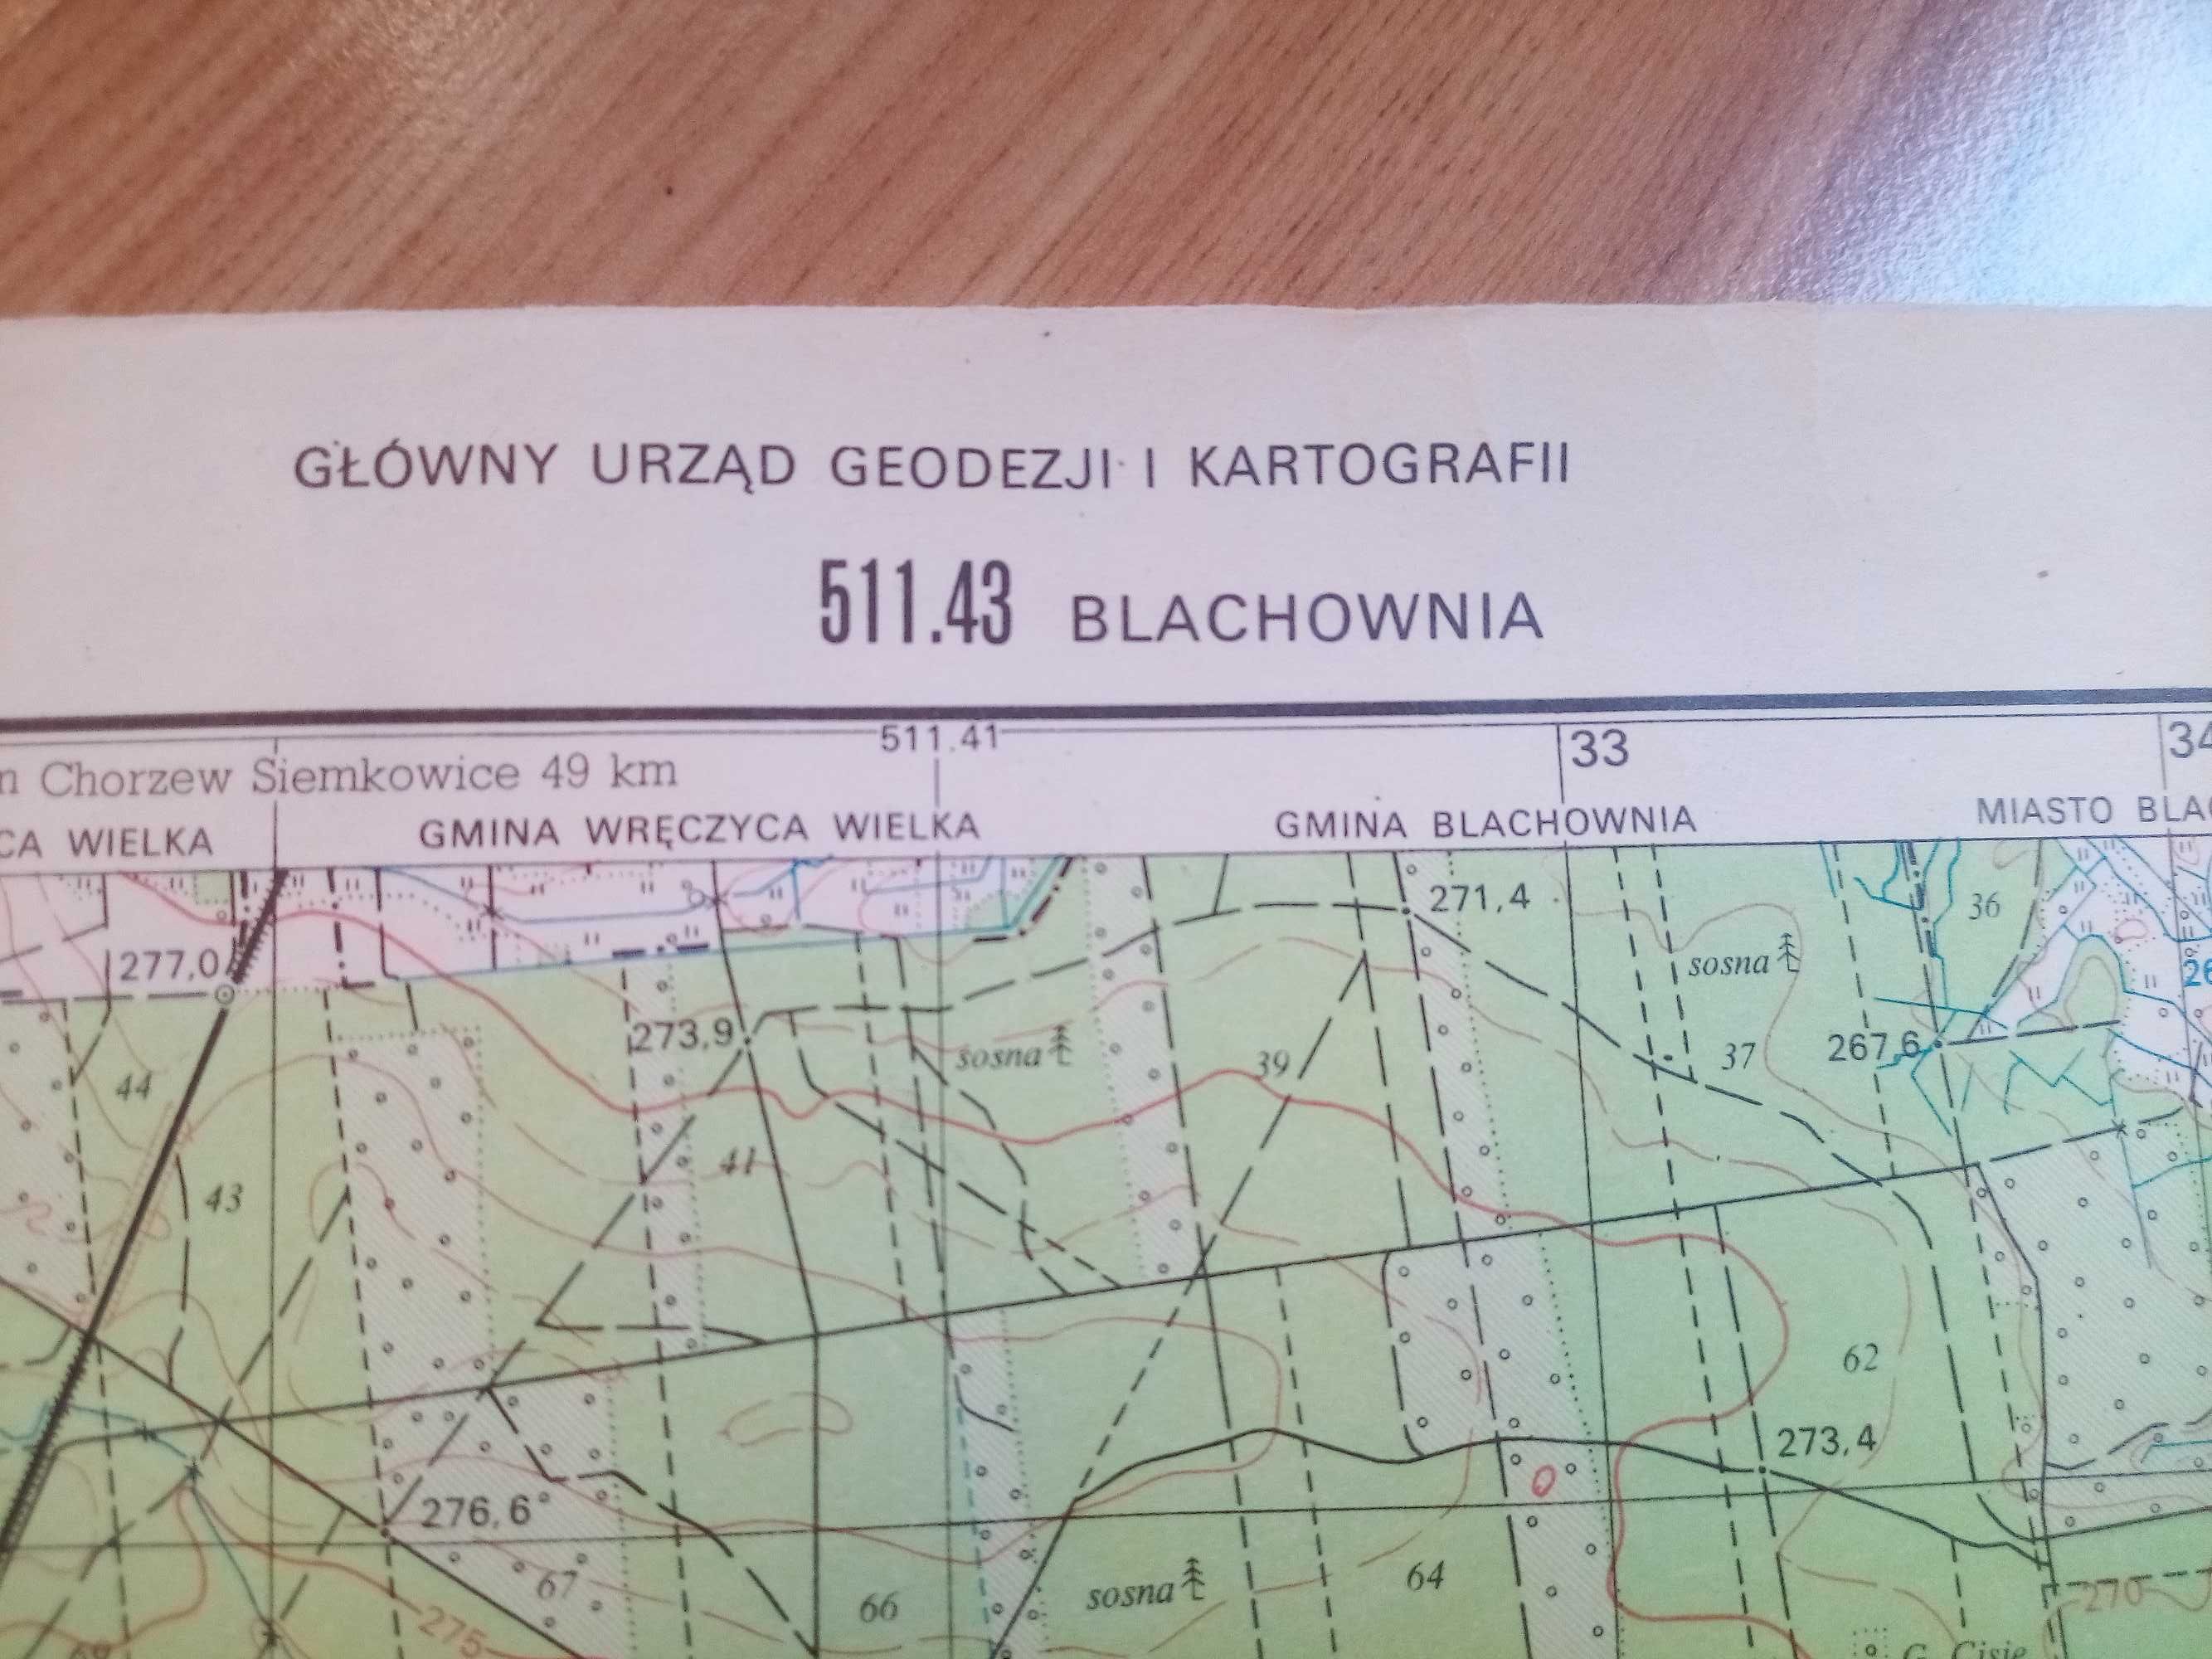 GŁÓWNY URZĄD GEODEZJI I KARTOGRAFII
511.43 BLACHOWNIA
511.41
33
34
Chorzew Siemkowice 49 km
WIELKA GMINA WRĘCZYCA WIELKA GMINA BLACHOWNIA MIASTO
271,4
36
277,0
sosna
273,9
sosna
39
37
267,6
44
41
43
62
273,4
276,6
67
66
sosna
64
275
270
G. Cisie